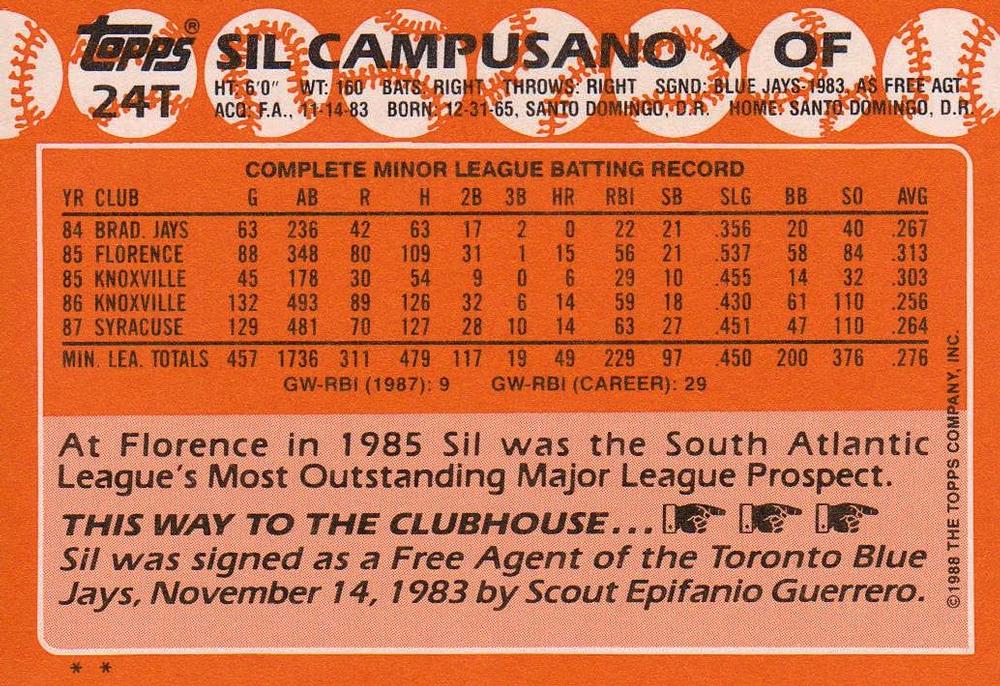 topps® SIL CAMPUSANO ✦ OF
24T HT: 6'0" WT: 160 BATS: RIGHT THROWS: RIGHT SGND: BLUE JAYS-1983, AS FREE AGT
ACQ: F.A., 11-14-83 BORN: 12-31-65, SANTO DOMINGO, D.R. HOME: SANTO DOMINGO, D.R.
COMPLETE MINOR LEAGUE BATTING RECORD
YR CLUB G AB R H 2B 3B HR RBI SB SLG BB SO AVG
84 BRAD. JAYS 63 236 42 63 17 2 0 22 21 .356 20 40 .267
85 FLORENCE 88 348 80 109 31 1 15 56 21 .537 58 84 .313
85 KNOXVILLE 45 178 30 54 9 0 6 29 10 .455 14 32 .303
86 KNOXVILLE 132 493 89 126 32 6 14 59 18 .430 61 110 .256
87 SYRACUSE 129 481 70 127 28 10 14 63 27 .451 47 110 .264
MIN. LEA. TOTALS 457 1736 311 479 117 19 49 229 97 .450 200 376 .276
GW-RBI (1987): 9 GW-RBI (CAREER): 29
At Florence in 1985 Sil was the South Atlantic
League's Most Outstanding Major League Prospect.
THIS WAY TO THE CLUBHOUSE...
Sil was signed as a Free Agent of the Toronto Blue
Jays, November 14, 1983 by Scout Epifanio Guerrero.
©1988 THE TOPPS COMPANY, INC.
* *